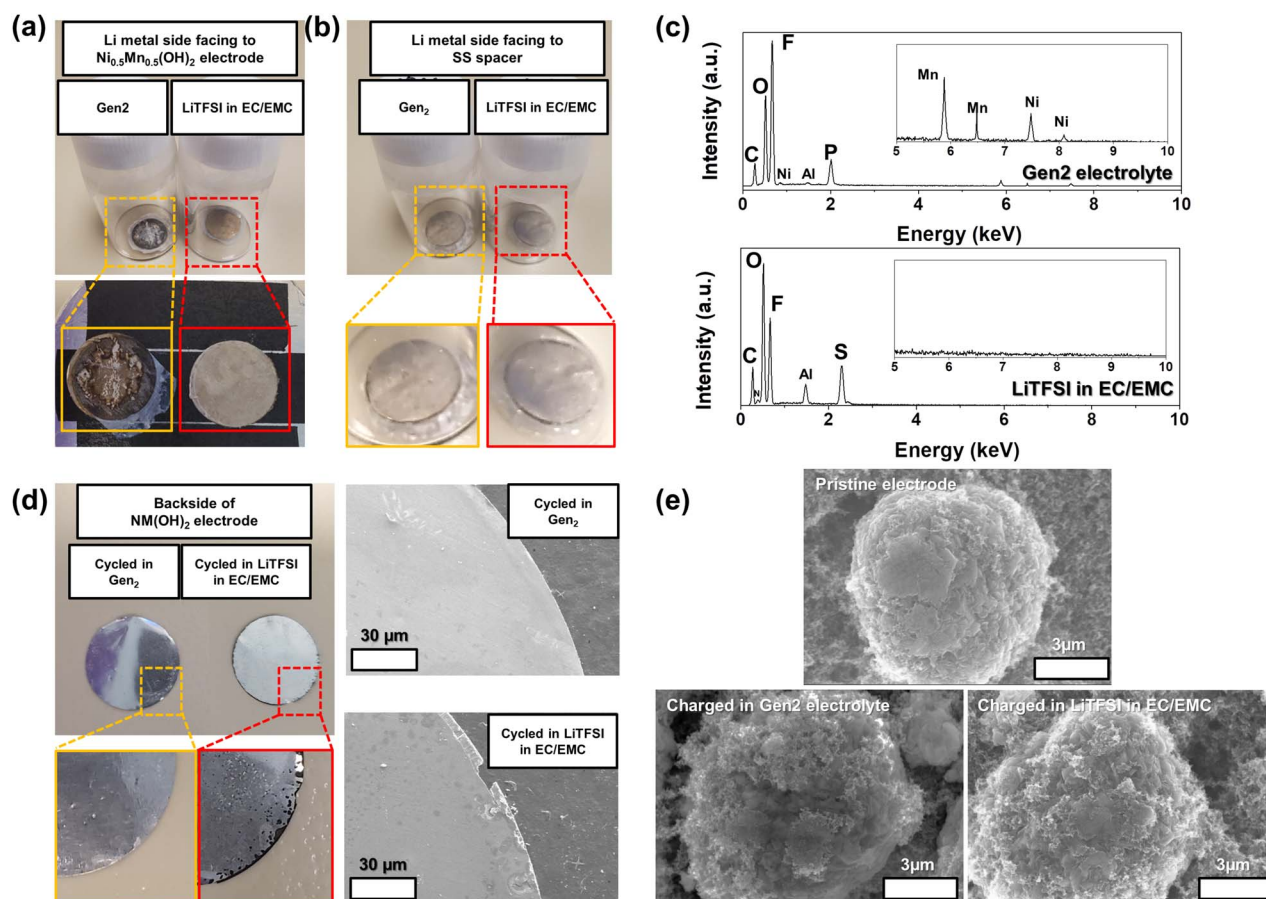 (a)
Li metal side facing to
Ni0.5Mn0.5(OH)2 electrode
Gen2
LiTFSI in EC/EMC
(b)
Li metal side facing to
SS spacer
Gen2
LiTFSI in EC/EMC
(c)
Intensity (a.u.)
C
O
F
Ni
Al
P
Mn
Mn
Ni
Ni
5 6 7 8 9 10
Gen2 electrolyte
0 2 4 6 8 10
Energy (keV)
Intensity (a.u.)
C
N
O
F
Al
S
5 6 7 8 9 10
LiTFSI in EC/EMC
0 2 4 6 8 10
Energy (keV)
(d)
Backside of
NM(OH)2 electrode
Cycled in
Gen2
Cycled in LiTFSI
in EC/EMC
Cycled in
Gen2
30 μm
Cycled in LiTFSI
in EC/EMC
30 μm
(e)
Pristine electrode
3μm
Charged in Gen2 electrolyte
3μm
Charged in LiTFSI in EC/EMC
3μm